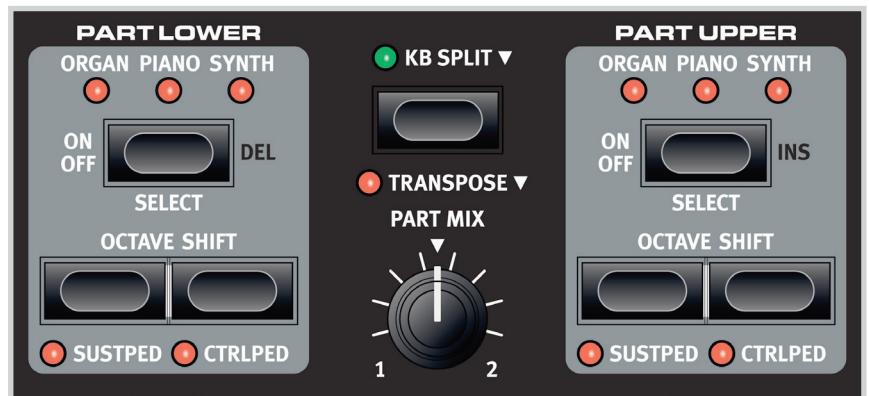 PART LOWER
ORGAN PIANO SYNTH
ON
OFF
DEL
SELECT
OCTAVE SHIFT
SUSTPED CTRLPED
KB SPLIT ▼
TRANSPOSE ▼
PART MIX
▼
1 2
PART UPPER
ORGAN PIANO SYNTH
ON
OFF
INS
SELECT
OCTAVE SHIFT
SUSTPED CTRLPED